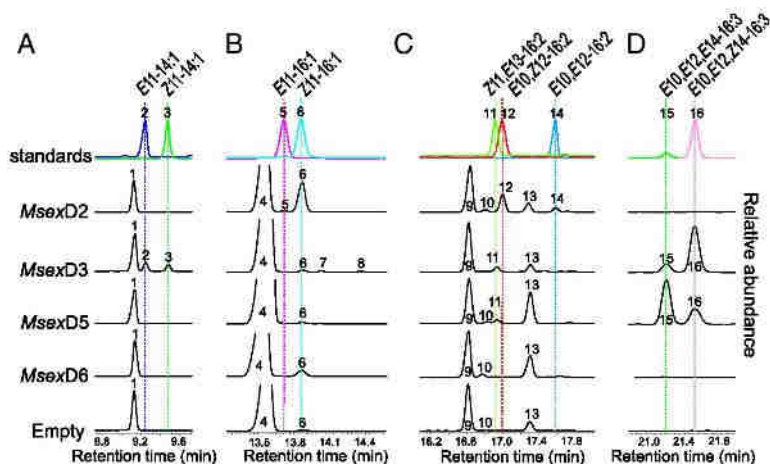 A B C D
E11-14:1
Z11-14:1
E11-16:1
Z11-16:1
Z11,E13-16:2
E10,Z12-16:2
E10,E12-16:2
E10,E12,E14-16:3
E10,E12,Z14-16:3
standards 2 3 5 6 11 12 14 15 16
MsexD2 1 4 5 6 9 10 12 13 14
MsexD3 1 2 3 4 6 7 8 9 11 13 15 16
MsexD5 1 4 6 9 10 11 13 15 16
MsexD6 1 4 6 9 10 13
Empty 1 4 6 9 10 13
Relative abundance
8.8 9.2 9.6 13.6 13.8 14.1 14.4 16.2 16.8 17.0 17.4 17.8 21.0 21.4 21.8
Retention time (min) Retention time (min) Retention time (min) Retention time (min)